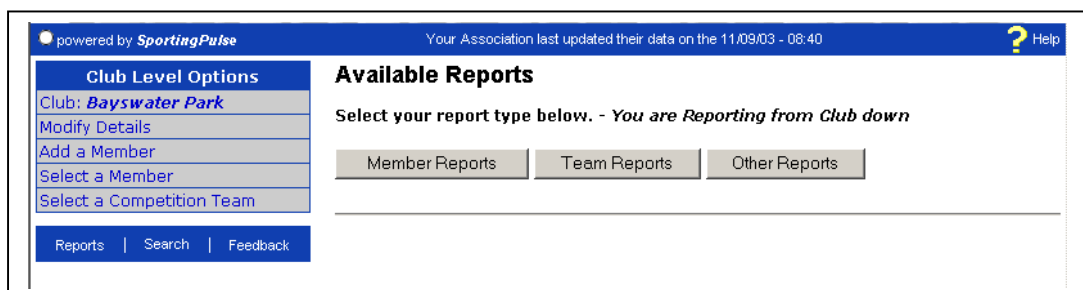 powered by SportingPulse
Your Association last updated their data on the 11/09/03 - 08:40
? Help
Club Level Options
Club: Bayswater Park
Modify Details
Add a Member
Select a Member
Select a Competition Team
Reports | Search | Feedback
Available Reports
Select your report type below. - You are Reporting from Club down
Member Reports
Team Reports
Other Reports